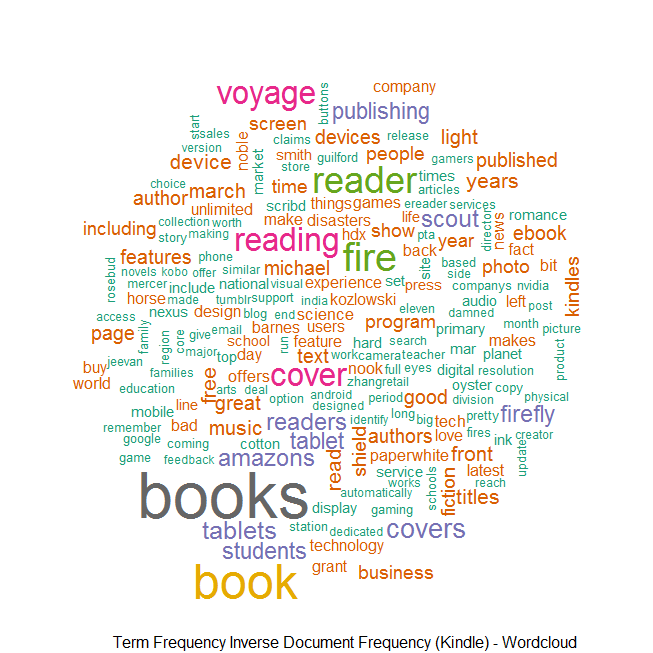 voyage
company
buttons
publishing
start
sales
screen
claims
devices
release
light
version
noble
market
smith
guilford
people
gamers
published
device
store
reader
times
choice
time
articles
years
author
march
unlimited
scribd
things
games
life
ereader
services
collection
worth
make
disasters
scout
romance
including
story
making
reading
hdx
show
pta
director
news
ebook
features
phone
fire
back
year
site
fact
rosebud
novels
kobo
offer
similar
michael
based
photo
bit
kindles
mercer
include
national
visual
experience
set
press
side
companys
nvidia
horse
made
tumblr
support
india
kozlowski
audio
left
post
access
nexus
design
blog
end
science
eleven
damned
family
region
core
give
email
barnes
users
program
primary
month
picture
page
major
school
run
feature
hard
search
makes
product
jeevan
top
day
text
work
camera
teacher
mar
planet
buy
families
offers
cover
nook
full
eyes
digital
resolution
world
free
zhang
retail
oyster
copy
education
arts
deal
option
android
period
good
division
physical
mobile
line
great
designed
long
big
tech
pretty
firefly
remember
bad
music
readers
identify
authors
love
fires
ink
creator
google
coming
cotton
tablet
shield
paperwhite
front
update
game
feedback
amazons
read
service
latest
books
works
schools
fiction
reach
automatically
titles
display
gaming
tablets
station
dedicated
covers
students
technology
book
grant
business
Term Frequency Inverse Document Frequency (Kindle) - Wordcloud